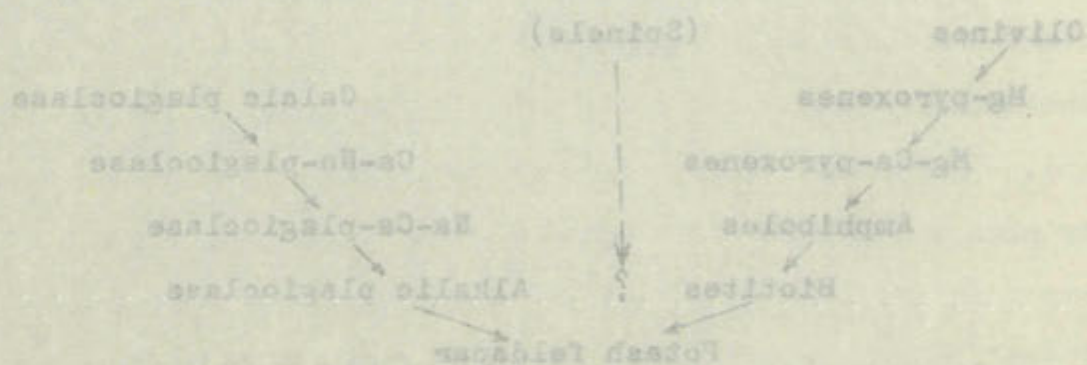 Olivines (Spinels)
Mg-pyroxenes Calcic plagioclase
Mg-Ca-pyroxenes Ca-Na-plagioclase
Amphiboles Na-Ca-plagioclase
Biotites ? Alkalic plagioclase
Potash feldspar